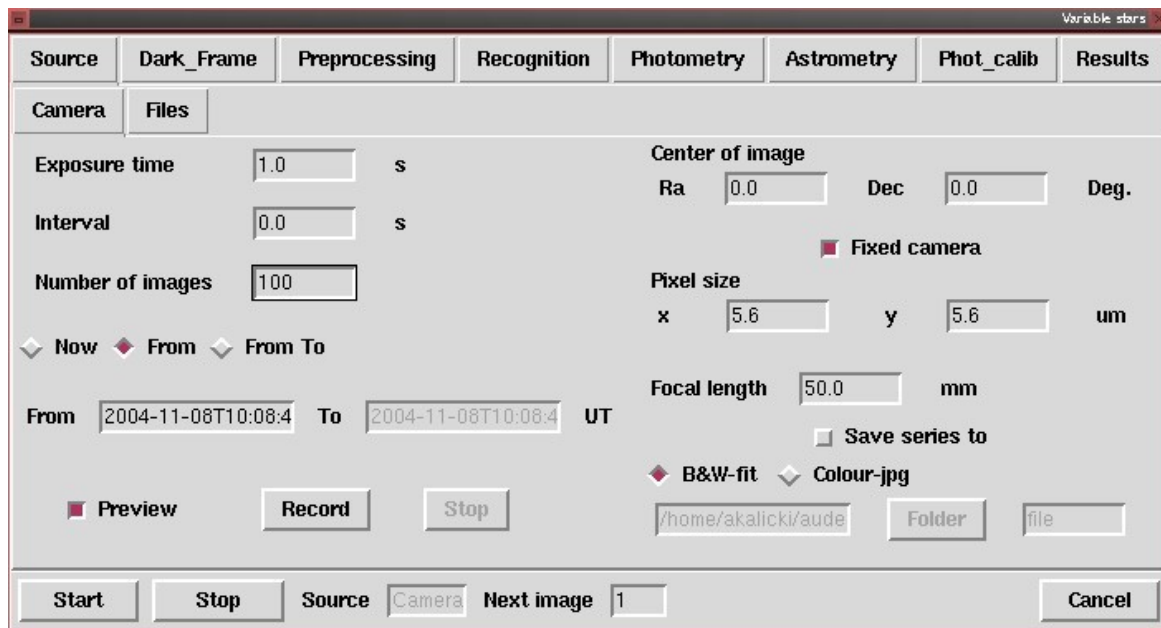 Variable stars
Source Dark_Frame Preprocessing Recognition Photometry Astrometry Phot_calib Results
Camera Files
Exposure time 1.0 s
Interval 0.0 s
Number of images 100
Now From From To
From 2004-11-08T10:08:4 To 2004-11-08T10:08:4 UT
Preview Record Stop
Center of image
Ra 0.0 Dec 0.0 Deg.
Fixed camera
Pixel size
x 5.6 y 5.6 um
Focal length 50.0 mm
Save series to
B&W-fit Colour-jpg
/home/akalicki/aude Folder file
Start Stop Source Camera Next image 1 Cancel